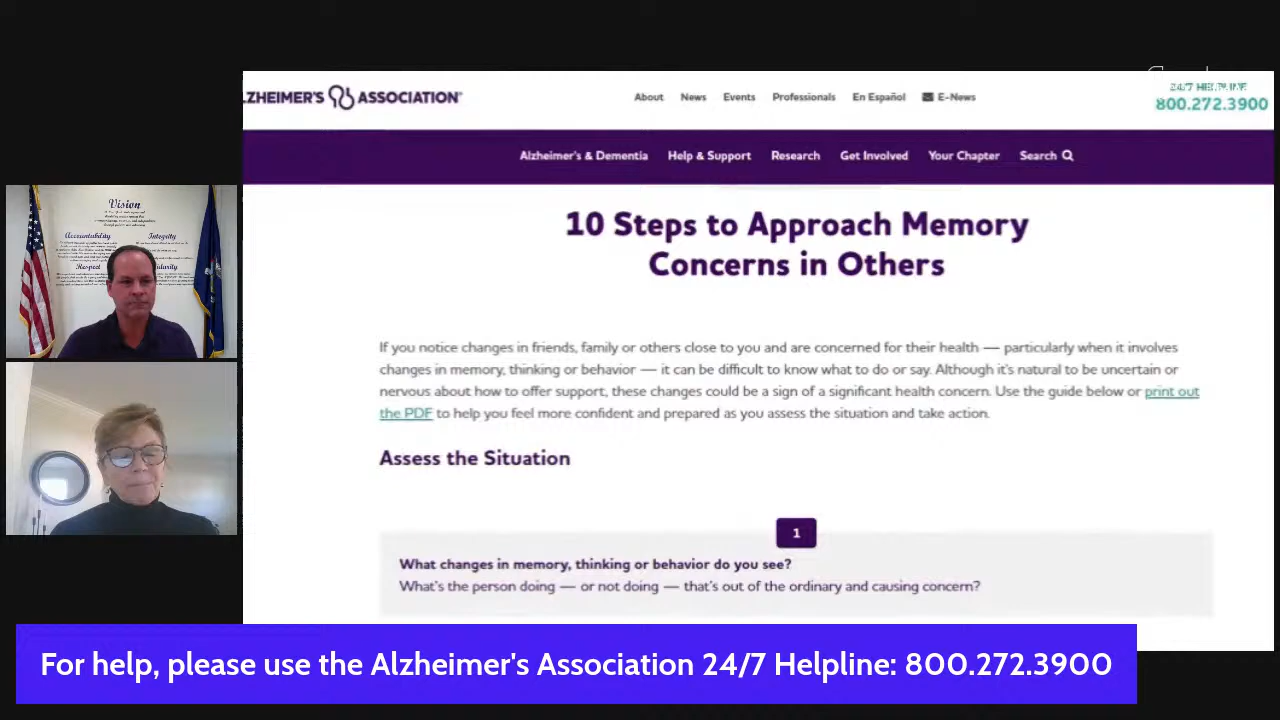 LZHEIMER'S ASSOCIATION
About News Events Professionals En Español E-News
24/7 HELPLINE
800.272.3900
Alzheimer's & Dementia Help & Support Research Get Involved Your Chapter Search
Vision
Accountability Integrity
Respect
10 Steps to Approach Memory
Concerns in Others
If you notice changes in friends, family or others close to you and are concerned for their health — particularly when it involves
changes in memory, thinking or behavior — it can be difficult to know what to do or say. Although it's natural to be uncertain or
nervous about how to offer support, these changes could be a sign of a significant health concern. Use the guide below or print out
the PDF to help you feel more confident and prepared as you assess the situation and take action.
Assess the Situation
1
What changes in memory, thinking or behavior do you see?
What's the person doing — or not doing — that's out of the ordinary and causing concern?
For help, please use the Alzheimer's Association 24/7 Helpline: 800.272.3900